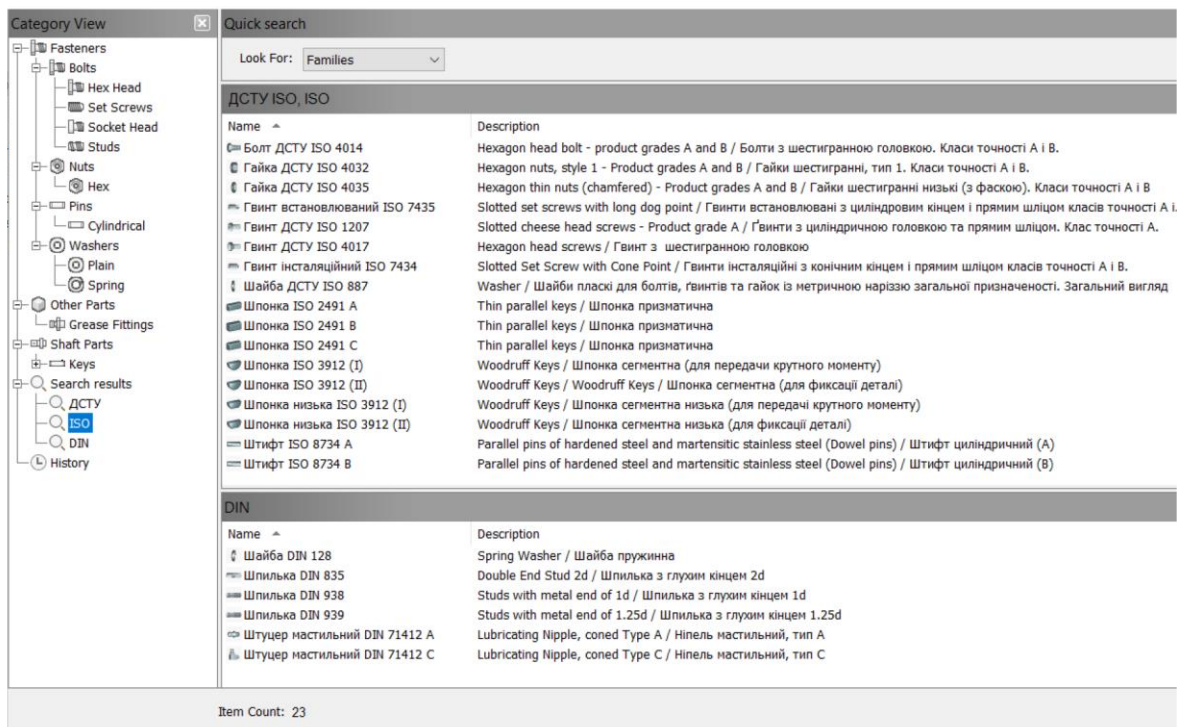 Category View
Fasteners
Bolts
Hex Head
Set Screws
Socket Head
Studs
Nuts
Hex
Pins
Cylindrical
Washers
Plain
Spring
Other Parts
Grease Fittings
Shaft Parts
Keys
Search results
ДСТУ
ISO
DIN
History
Quick search
Look For: Families
ДСТУ ISO, ISO
Name Description
Болт ДСТУ ISO 4014 Hexagon head bolt - product grades A and B / Болти з шестигранною головкою. Класи точності А і В.
Гайка ДСТУ ISO 4032 Hexagon nuts, style 1 - Product grades A and B / Гайки шестигранні, тип 1. Класи точності А і В.
Гайка ДСТУ ISO 4035 Hexagon thin nuts (chamfered) - Product grades A and B / Гайки шестигранні низькі (з фаскою). Класи точності А і В
Гвинт встановлюваний ISO 7435 Slotted set screws with long dog point / Гвинти встановлювані з циліндровим кінцем і прямим шліцом класів точності А і.
Гвинт ДСТУ ISO 1207 Slotted cheese head screws - Product grade A / Ґвинти з циліндричною головкою та прямим шліцом. Клас точності А.
Гвинт ДСТУ ISO 4017 Hexagon head screws / Гвинт з шестигранною головкою
Гвинт інсталяційний ISO 7434 Slotted Set Screw with Cone Point / Гвинти інсталяційні з конічним кінцем і прямим шліцом класів точності А і В.
Шайба ДСТУ ISO 887 Washer / Шайби пласкі для болтів, ґвинтів та гайок із метричною наріззю загальної призначеності. Загальний вигляд
Шпонка ISO 2491 A Thin parallel keys / Шпонка призматична
Шпонка ISO 2491 B Thin parallel keys / Шпонка призматична
Шпонка ISO 2491 C Thin parallel keys / Шпонка призматична
Шпонка ISO 3912 (I) Woodruff Keys / Шпонка сегментна (для передачи крутного моменту)
Шпонка ISO 3912 (II) Woodruff Keys / Woodruff Keys / Шпонка сегментна (для фиксації деталі)
Шпонка низька ISO 3912 (I) Woodruff Keys / Шпонка сегментна низька (для передачі крутного моменту)
Шпонка низька ISO 3912 (II) Woodruff Keys / Шпонка сегментна низька (для фиксації деталі)
Штифт ISO 8734 A Parallel pins of hardened steel and martensitic stainless steel (Dowel pins) / Штифт циліндричний (A)
Штифт ISO 8734 B Parallel pins of hardened steel and martensitic stainless steel (Dowel pins) / Штифт циліндричний (B)
DIN
Name Description
Шайба DIN 128 Spring Washer / Шайба пружинна
Шпилька DIN 835 Double End Stud 2d / Шпилька з глухим кінцем 2d
Шпилька DIN 938 Studs with metal end of 1d / Шпилька з глухим кінцем 1d
Шпилька DIN 939 Studs with metal end of 1.25d / Шпилька з глухим кінцем 1.25d
Штуцер мастильний DIN 71412 A Lubricating Nipple, coned Type A / Ніпель мастильний, тип А
Штуцер мастильний DIN 71412 C Lubricating Nipple, coned Type C / Ніпель мастильний, тип С
Item Count: 23